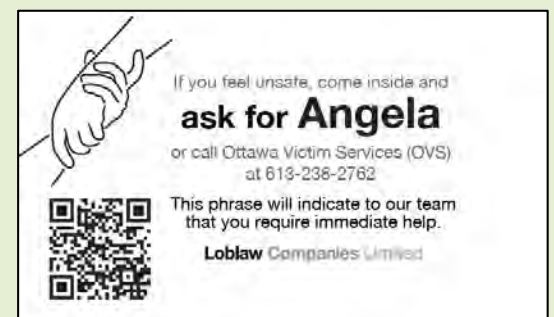 If you feel unsafe, come inside and
ask for Angela
or call Ottawa Victim Services (OVS)
at 613-238-2762
This phrase will indicate to our team
that you require immediate help.
Loblaw Companies Limited